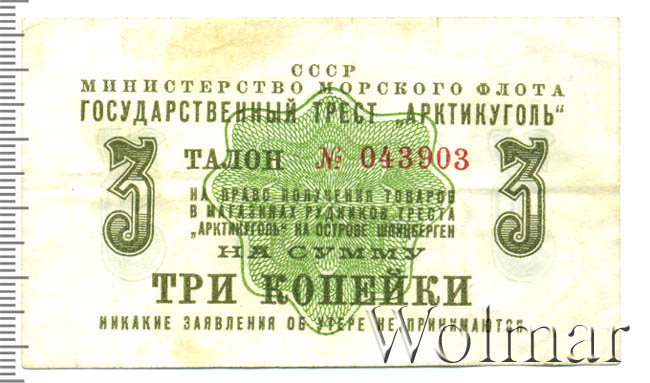 СССР
МИНИСТЕРСТВО МОРСКОГО ФЛОТА
ГОСУДАРСТВЕННЫЙ ТРЕСТ „АРКТИКУГОЛЬ“
ТАЛОН № 043903
3 3
НА ПРАВО ПОЛУЧЕНИЯ ТОВАРОВ
В МАГАЗИНАХ РУДНИКОВ ТРЕСТА
„АРКТИКУГОЛЬ“ НА ОСТРОВЕ ШПИЦБЕРГЕН
НА СУММУ
ТРИ КОПЕЙКИ
НИКАКИЕ ЗАЯВЛЕНИЯ ОБ УТЕРЕ НЕ ПРИНИМАЮТСЯ
Wolmar